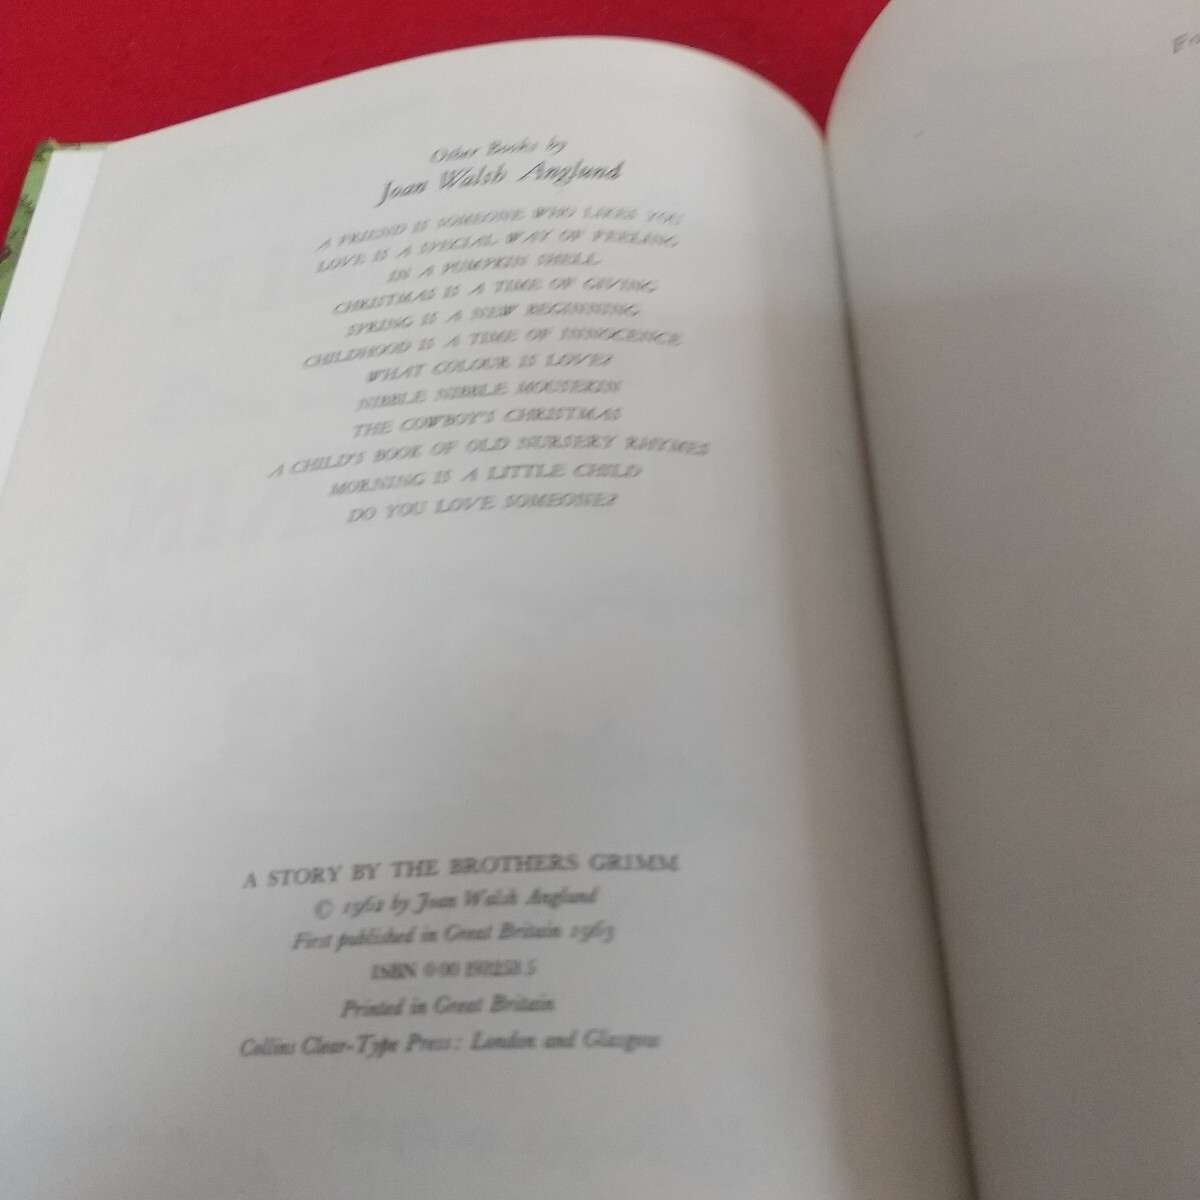 Other Books by
Joan Walsh Anglund
A FRIEND IS SOMEONE WHO LIKES YOU
LOVE IS A SPECIAL WAY OF FEELING
IN A PUMPKIN SHELL
CHRISTMAS IS A TIME OF GIVING
SPRING IS A NEW BEGINNING
CHILDHOOD IS A TIME OF INNOCENCE
WHAT COLOUR IS LOVE?
NIBBLE NIBBLE MOUSEKIN
THE COWBOY'S CHRISTMAS
A CHILD'S BOOK OF OLD NURSERY RHYMES
MORNING IS A LITTLE CHILD
DO YOU LOVE SOMEONE?
A STORY BY THE BROTHERS GRIMM
© 1962 by Joan Walsh Anglund
First published in Great Britain 1963
ISBN 0 00
Printed in Great Britain
Collins Clear-Type Press: London and Glasgow